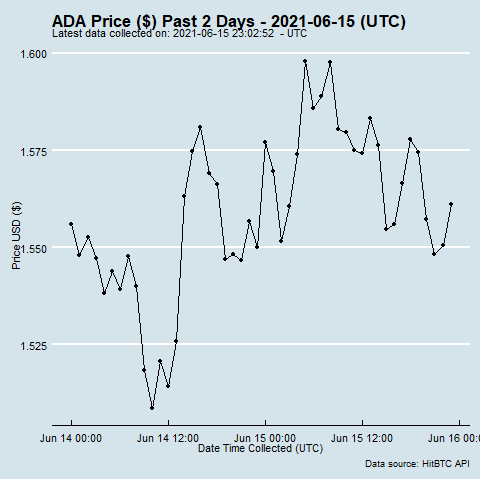 ADA Price ($) Past 2 Days - 2021-06-15 (UTC)
Latest data collected on: 2021-06-15 23:02:52 - UTC
1.600
1.575
1.550
1.525
Price USD ($)
Jun 14 00:00 Jun 14 12:00 Jun 15 00:00 Jun 15 12:00 Jun 16 00:0
Date Time Collected (UTC)
Data source: HitBTC API